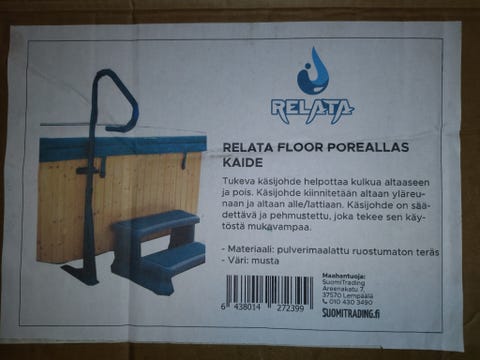 RELATA
RELATA FLOOR POREALLAS
KAIDE
Tukeva käsijohde helpottaa kulkua altaaseen
ja pois. Käsijohde kiinnitetään altaan yläreu-
naan ja altaan alle/lattiaan. Käsijohde on sää-
dettävä ja pehmustettu, joka tekee sen käy-
töstä mukavampaa.
- Materiaali: pulverimaalattu ruostumaton teräs
- Väri: musta
Maahantuoja:
SuomiTrading
Areenakatu 7,
37570 Lempäälä
010 430 3490
SUOMITRADING.fi
6 438014 272399